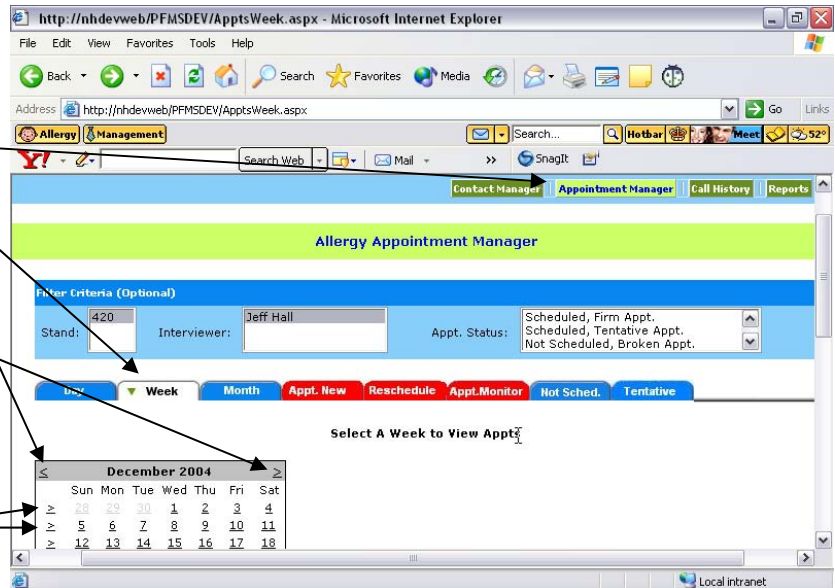 http://nhdevweb/PFMSDEV/ApptsWeek.aspx - Microsoft Internet Explorer
File Edit View Favorites Tools Help
Back Search Favorites Media
Address http://nhdevweb/PFMSDEV/ApptsWeek.aspx Go Links
Allergy Management Search... Hotbar Meet 52°
Y! Search Web Mail >> SnagIt
Contact Manager Appointment Manager Call History Reports
Allergy Appointment Manager
Filter Criteria (Optional)
Stand: 420 Interviewer: Jeff Hall Appt. Status: Scheduled, Firm Appt.
Scheduled, Tentative Appt.
Not Scheduled, Broken Appt.
Day Week Month Appt. New Reschedule Appt.Monitor Not Sched. Tentative
Select A Week to View Appts
< December 2004 >
Sun Mon Tue Wed Thu Fri Sat
> 28 29 30 1 2 3 4
> 5 6 7 8 9 10 11
> 12 13 14 15 16 17 18
Local intranet